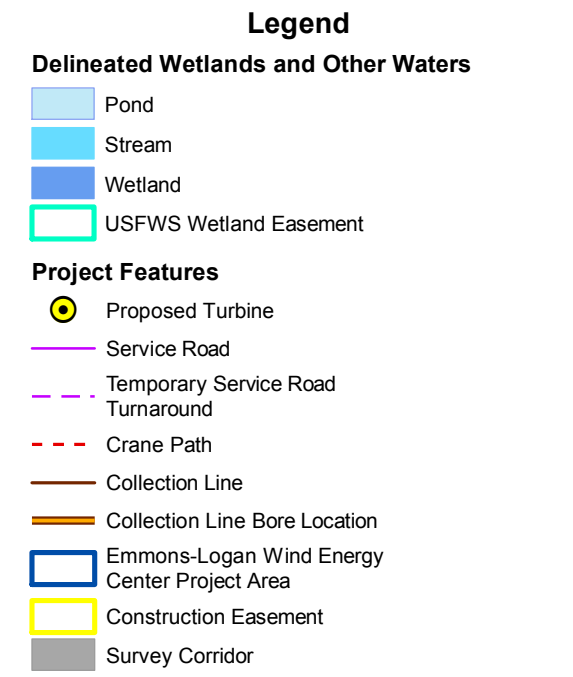 Legend
Delineated Wetlands and Other Waters
Pond
Stream
Wetland
USFWS Wetland Easement
Project Features
Proposed Turbine
Service Road
Temporary Service Road
Turnaround
Crane Path
Collection Line
Collection Line Bore Location
Emmons-Logan Wind Energy
Center Project Area
Construction Easement
Survey Corridor